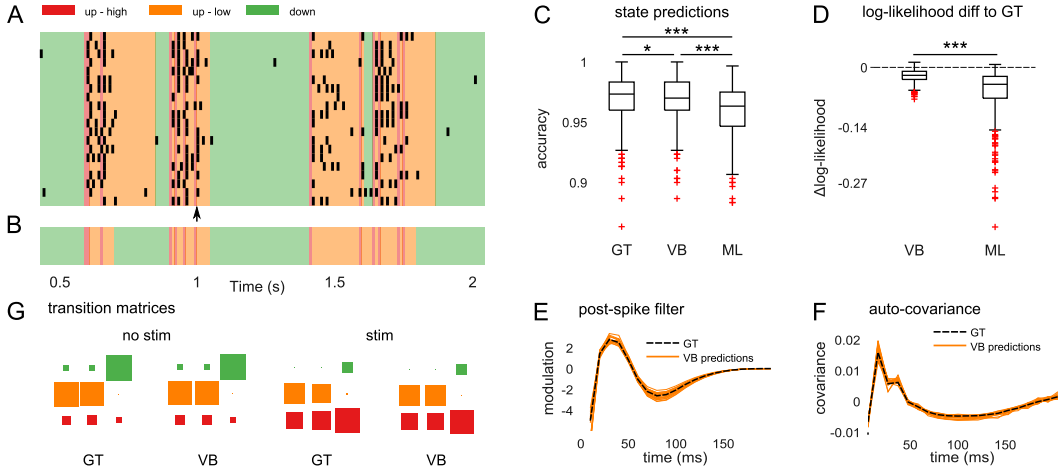 A
up - high
up - low
down
B
0.5
1
Time (s)
1.5
2
C
state predictions
***
*
***
accuracy
1
0.95
0.9
GT
VB
ML
D
log-likelihood diff to GT
***
Δlog-likelihood
0
-0.14
-0.27
VB
ML
G
transition matrices
no stim
stim
GT
VB
GT
VB
E
post-spike filter
GT
VB predictions
modulation
2
0
-2
-4
0
50
100
150
time (ms)
F
auto-covariance
GT
VB predictions
covariance
0.02
0.01
0
-0.01
50
100
150
time (ms)